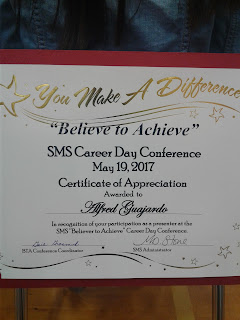 You Make A Difference
"Believe to Achieve"
SMS Career Day Conference
May 19, 2017
Certificate of Appreciation
Awarded to
Alfred Guajardo
In recognition of your participation as a presenter at the
SMS "Believer to Achieve" Career Day Conference.
Conference Coordinator
SMS Administrator